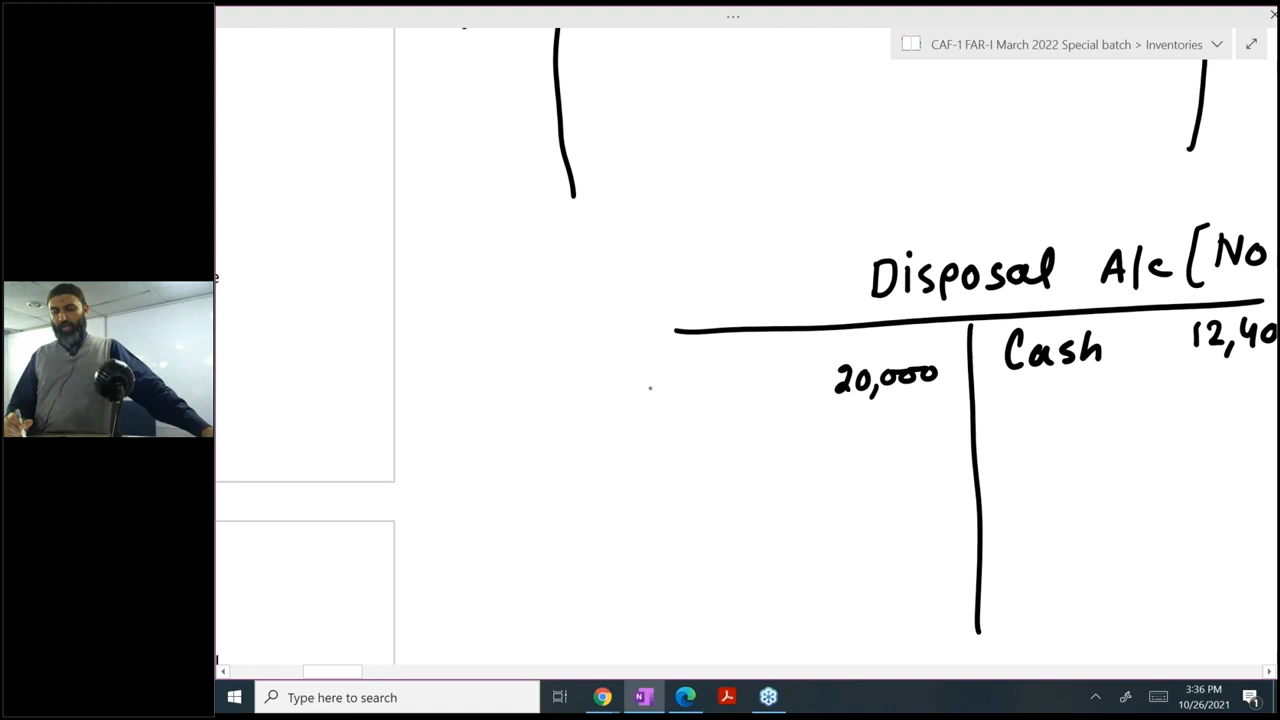 CAF-1 FAR-I March 2022 Special batch > Inventories
Disposal A/c [No
20,000 Cash 12,40
Type here to search
3:36 PM
10/26/2021
1